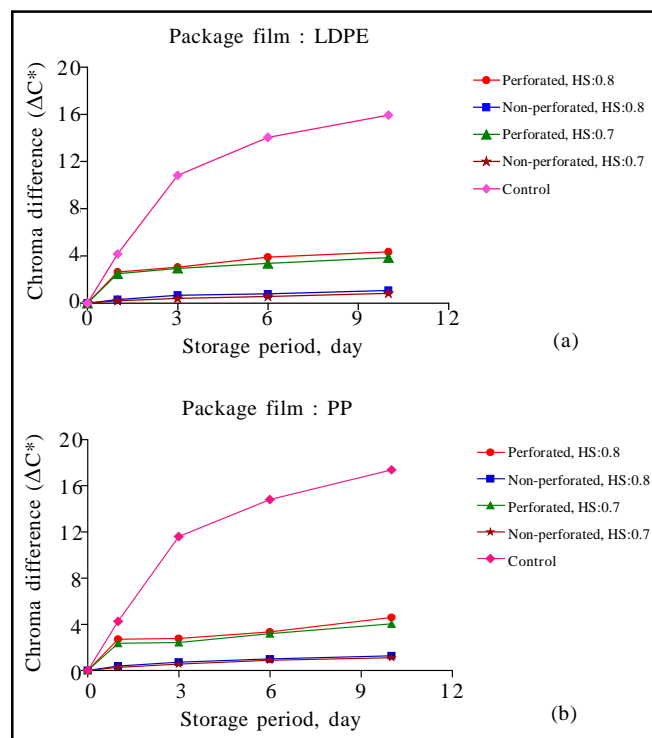 Package film : LDPE
20
16
12
8
4
0
Chroma difference (ΔC*)
0
3
6
9
12
Storage period, day
Perforated, HS:0.8
Non-perforated, HS:0.8
Perforated, HS:0.7
Non-perforated, HS:0.7
Control
(a)
Package film : PP
20
16
12
8
4
0
Chroma difference (ΔC*)
0
3
6
9
12
Storage period, day
Perforated, HS:0.8
Non-perforated, HS:0.8
Perforated, HS:0.7
Non-perforated, HS:0.7
Control
(b)